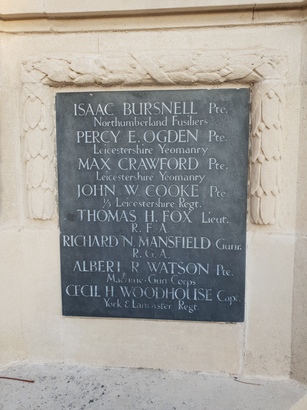 ISAAC BURSNELL Pte.
Northumberland Fusiliers
PERCY E. OGDEN Pte.
Leicestershire Yeomanry
MAX CRAWFORD Pte.
Leicestershire Yeomanry
JOHN W. COOKE Pte
⅕ Leicestershire Regt.
THOMAS H. FOX Lieut.
R. F. A.
RICHARD N MANSFIELD Gunr.
R. G. A.
ALBERT R WATSON Pte.
Machine-Gun Corps
CECIL H WOODHOUSE Capt.
York & Lancaster Regt.